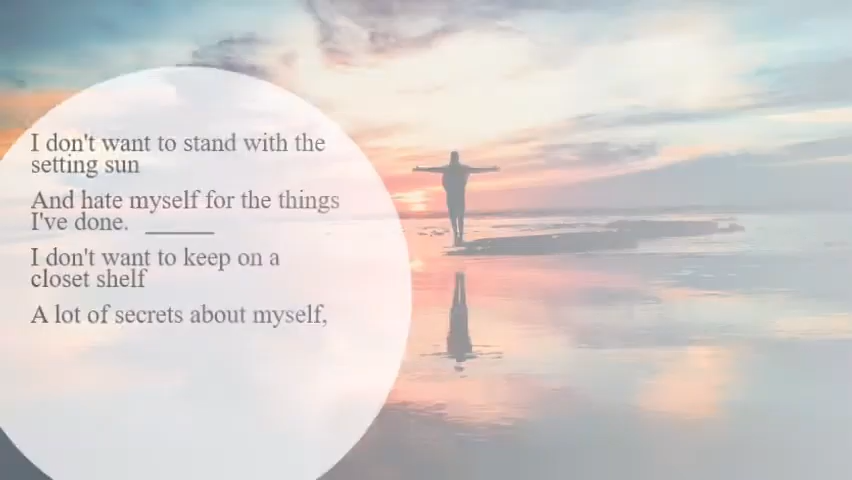 I don't want to stand with the
setting sun
And hate myself for the things
I've done.
I don't want to keep on a
closet shelf
A lot of secrets about myself,